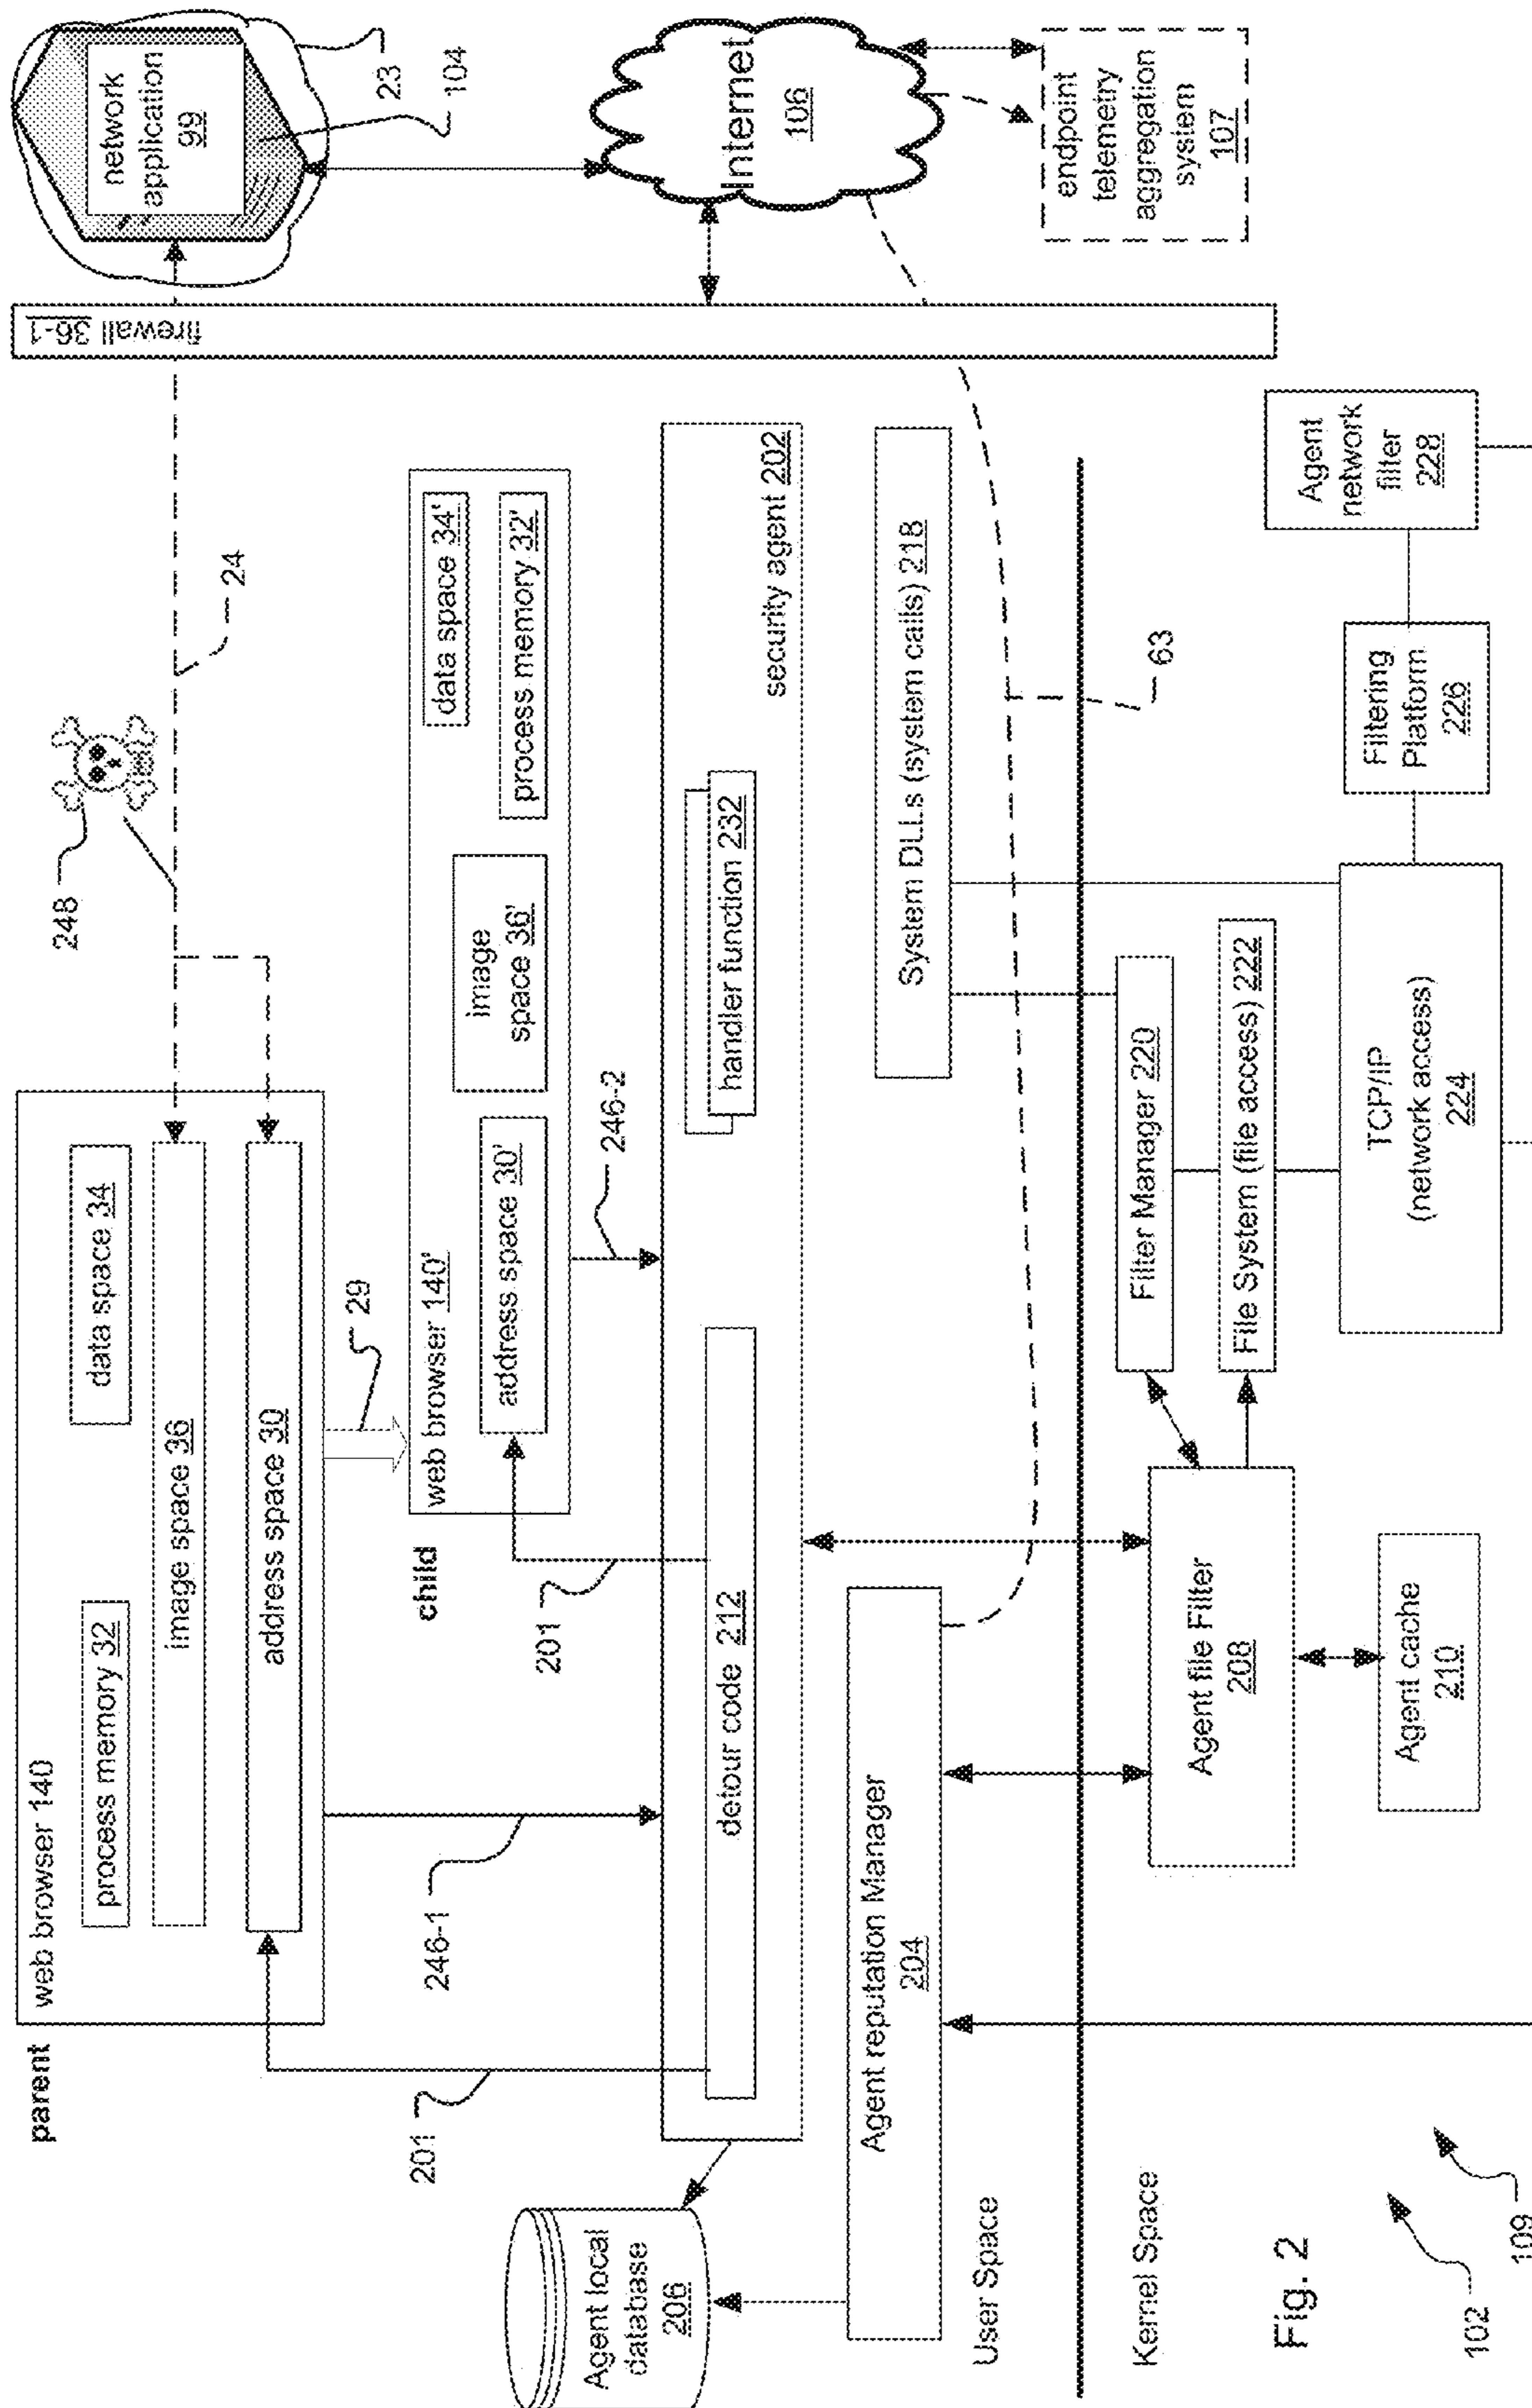 parent
web browser 140
process memory 32
data space 34
image space 36
address space 30
248
24
firewall 36-1
network
application
99
23
104
201
246-1
29
child
web browser 140'
address space 30'
image
space 36'
data space 34'
process memory 32'
201
246-2
Internet
106
endpoint
telemetry
aggregation
system
107
Agent local
database
206
detour code 212
handler function 232
security agent 202
Agent reputation Manager
204
System DLLs (system calls) 218
63
User Space
Kernel Space
Agent file Filter
208
Filter Manager 220
File System (file access) 222
Agent cache
210
TCP/IP
(network access)
224
Filtering
Platform
226
Agent
network
filter
228
Fig. 2
102
109